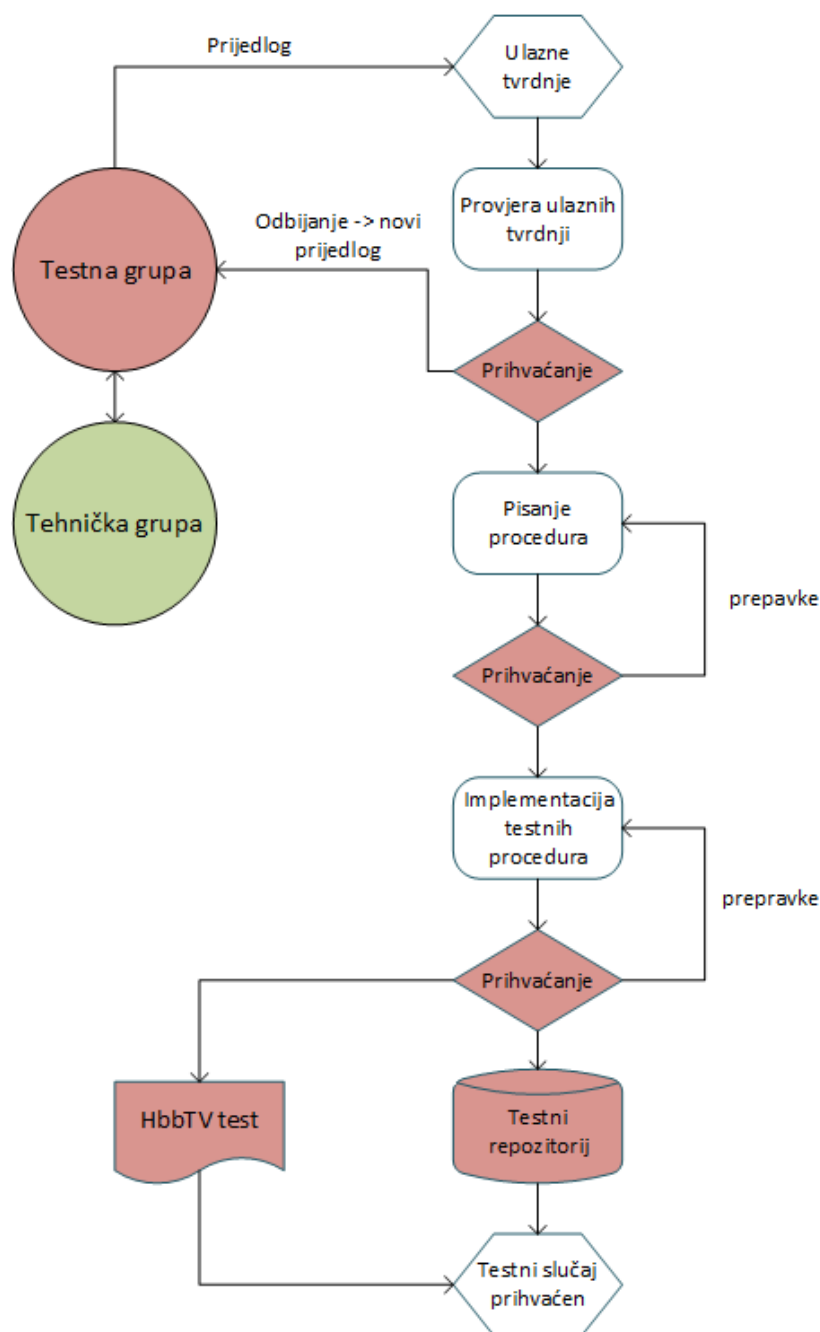 Prijedlog
Ulazne
tvrdnje
Provjera ulaznih
tvrdnji
Odbijanje -> novi
prijedlog
Testna grupa
Prihvaćanje
Tehnička grupa
Pisanje
procedura
prepavke
Prihvaćanje
Implementacija
testnih
procedura
prepravke
Prihvaćanje
HbbTV test
Testni
repozitorij
Testni slučaj
prihvaćen